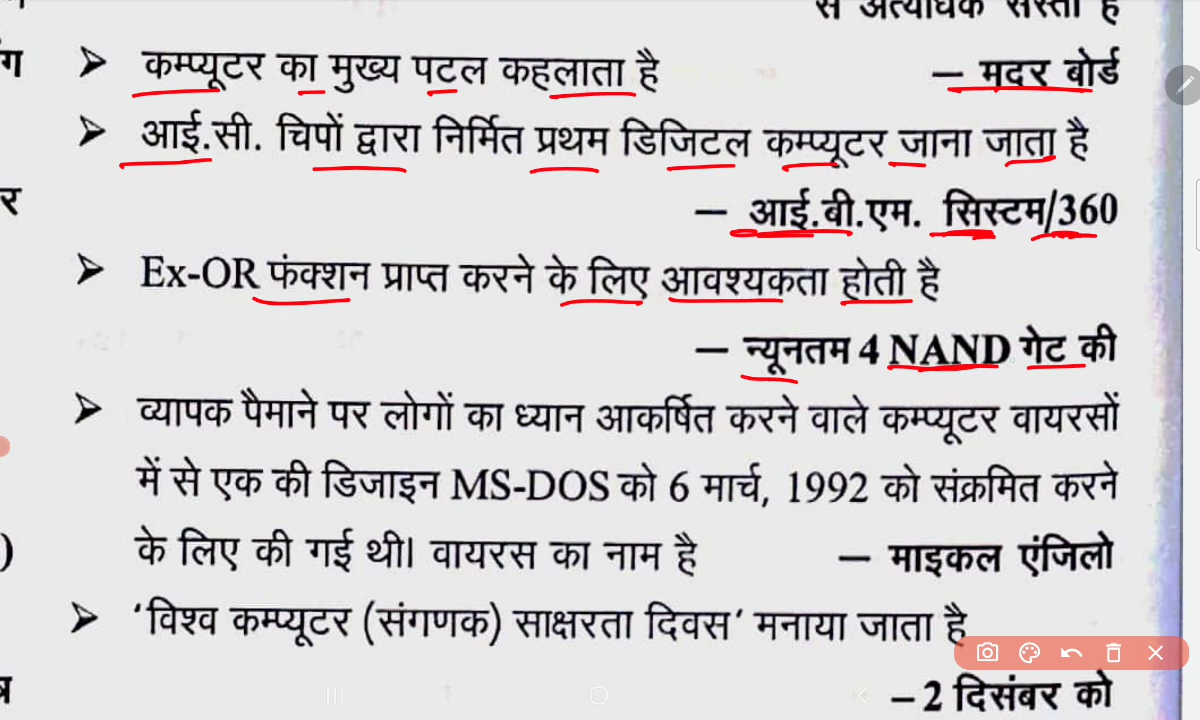 से अत्यधिक सस्ता है
➢ कम्प्यूटर का मुख्य पटल कहलाता है — मदर बोर्ड
➢ आई.सी. चिपों द्वारा निर्मित प्रथम डिजिटल कम्प्यूटर जाना जाता है
— आई.बी.एम. सिस्टम/360
➢ Ex-OR फंक्शन प्राप्त करने के लिए आवश्यकता होती है
— न्यूनतम 4 NAND गेट की
➢ व्यापक पैमाने पर लोगों का ध्यान आकर्षित करने वाले कम्प्यूटर वायरसों
में से एक की डिजाइन MS-DOS को 6 मार्च, 1992 को संक्रमित करने
के लिए की गई थी। वायरस का नाम है — माइकल एंजिलो
➢ ‘विश्व कम्प्यूटर (संगणक) साक्षरता दिवस’ मनाया जाता है
– 2 दिसंबर को